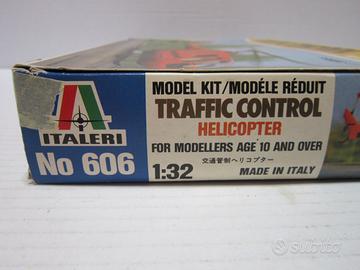 ITALERI
No 606
MODEL KIT/MODÉLE RÉDUIT
TRAFFIC CONTROL
HELICOPTER
FOR MODELLERS AGE 10 AND OVER
交通管制ヘリコプター
1:32
MADE IN ITALY
subito